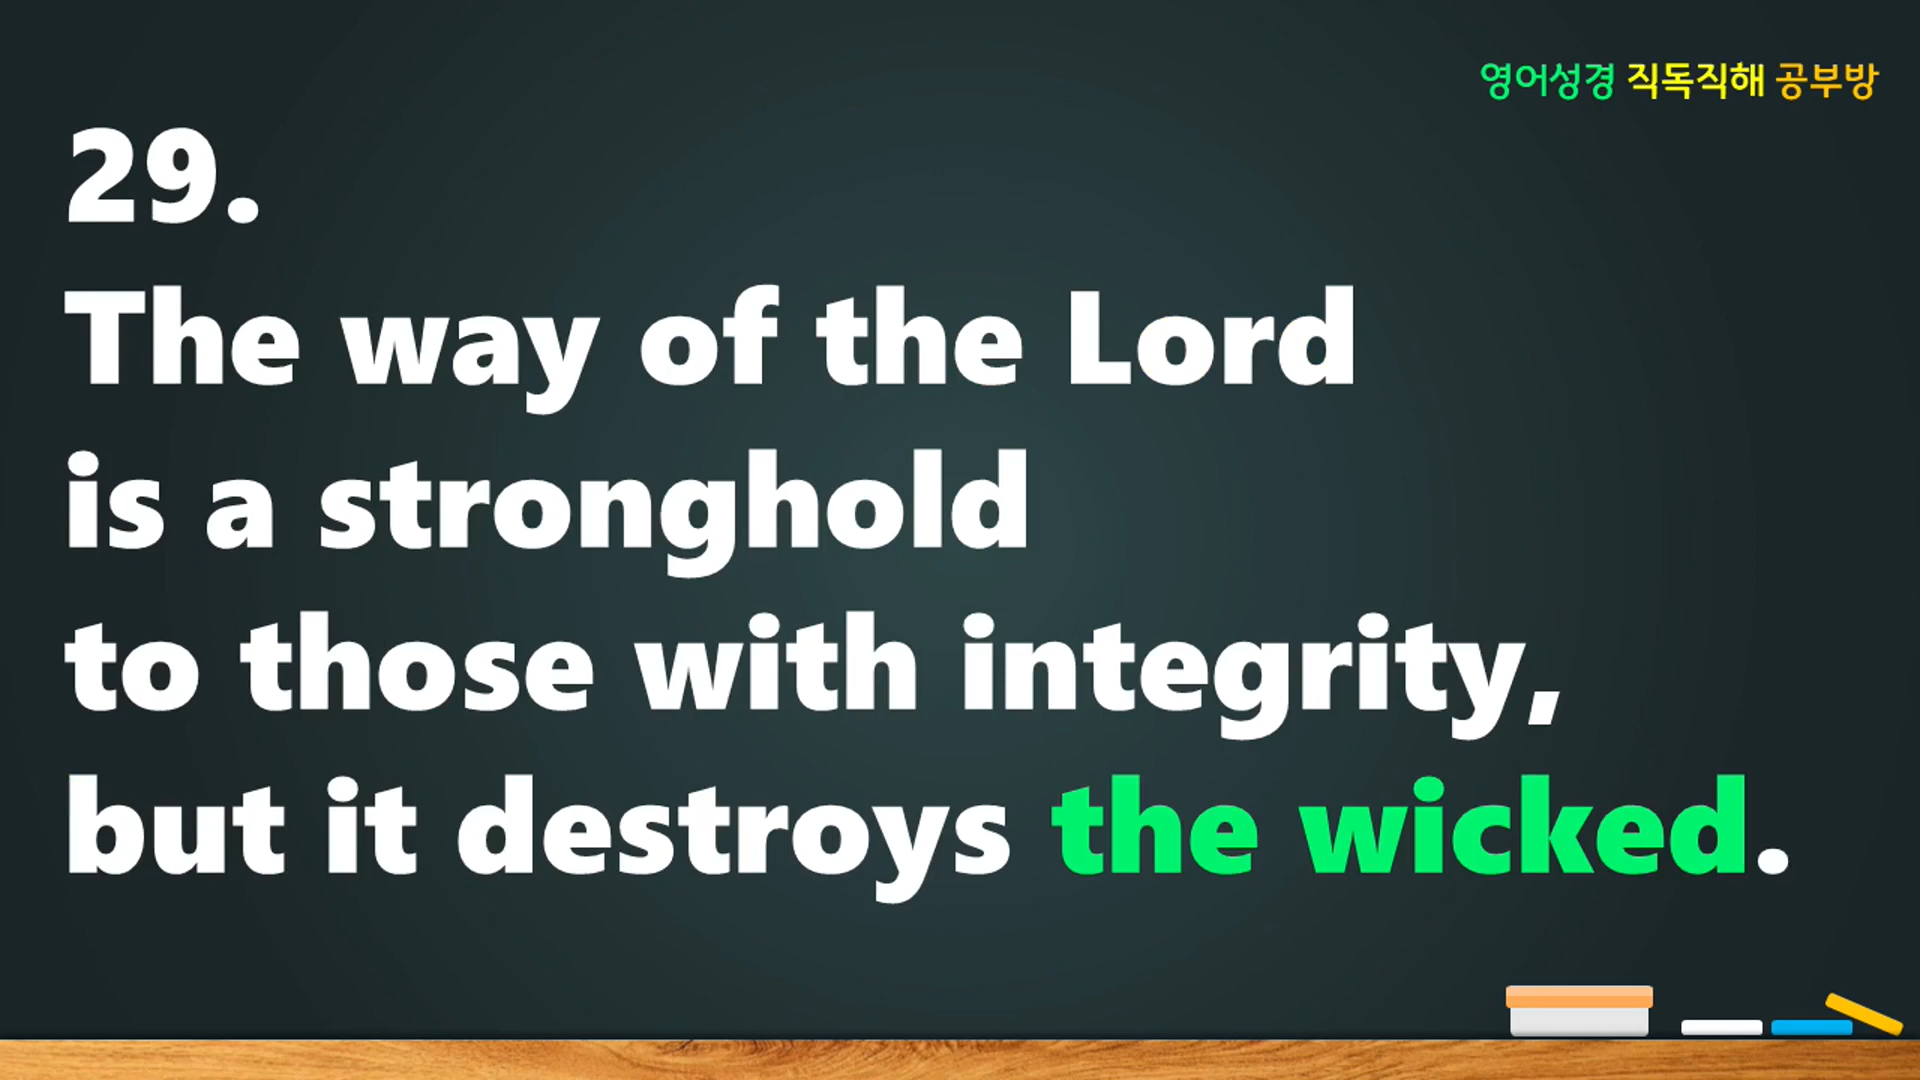 영어성경 직독직해 공부방
29.
The way of the Lord
is a stronghold
to those with integrity,
but it destroys the wicked.